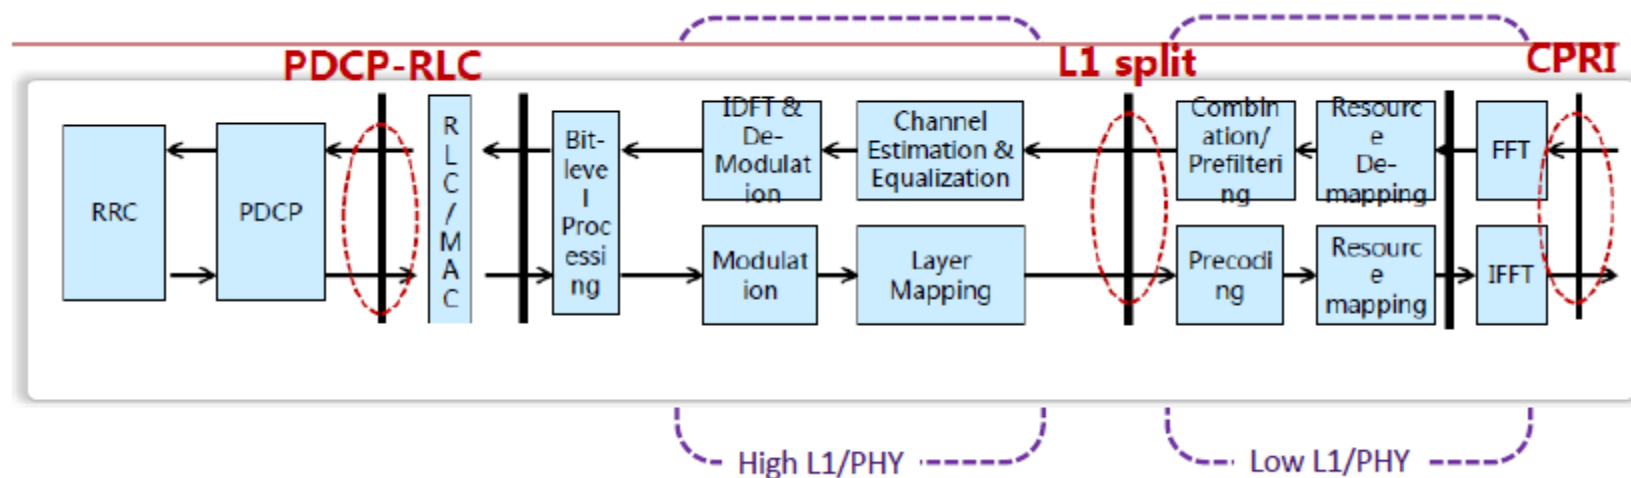 PDCP-RLC
L1 split
CPRI
RRC
PDCP
R
L
C
/
M
A
C
Bit-
leve
l
Proc
essi
ng
IDFT &
De-
Modulat
ion
Channel
Estimation &
Equalization
Combin
ation/
Prefilteri
ng
Resourc
e
De-
mapping
FFT
Modulat
ion
Layer
Mapping
Precodi
ng
Resourc
e
mapping
IFFT
High L1/PHY
Low L1/PHY